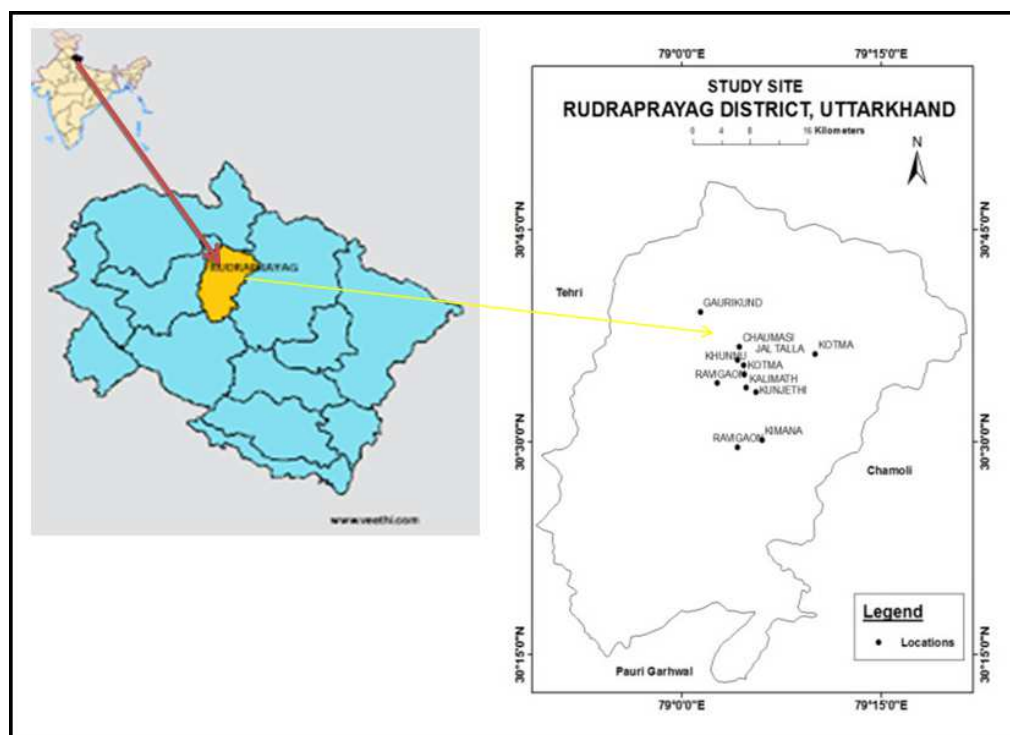 RUDRAPRAYAG
www.veethi.com
79°0'0"E 79°15'0"E
STUDY SITE
RUDRAPRAYAG DISTRICT, UTTARKHAND
0 4 8 16 Kilometers
N
30°45'0"N 30°45'0"N
Tehri
GAURIKUND
CHAUMASI
JAL TALLA
KOTMA
KHUNNU
KOTMA
RAVIGAON
KALIMATH
KUNJETHI
RAVIGAON
KIMANA
30°30'0"N 30°30'0"N
Chamoli
Legend
Locations
30°15'0"N 30°15'0"N
Pauri Garhwal
79°0'0"E 79°15'0"E